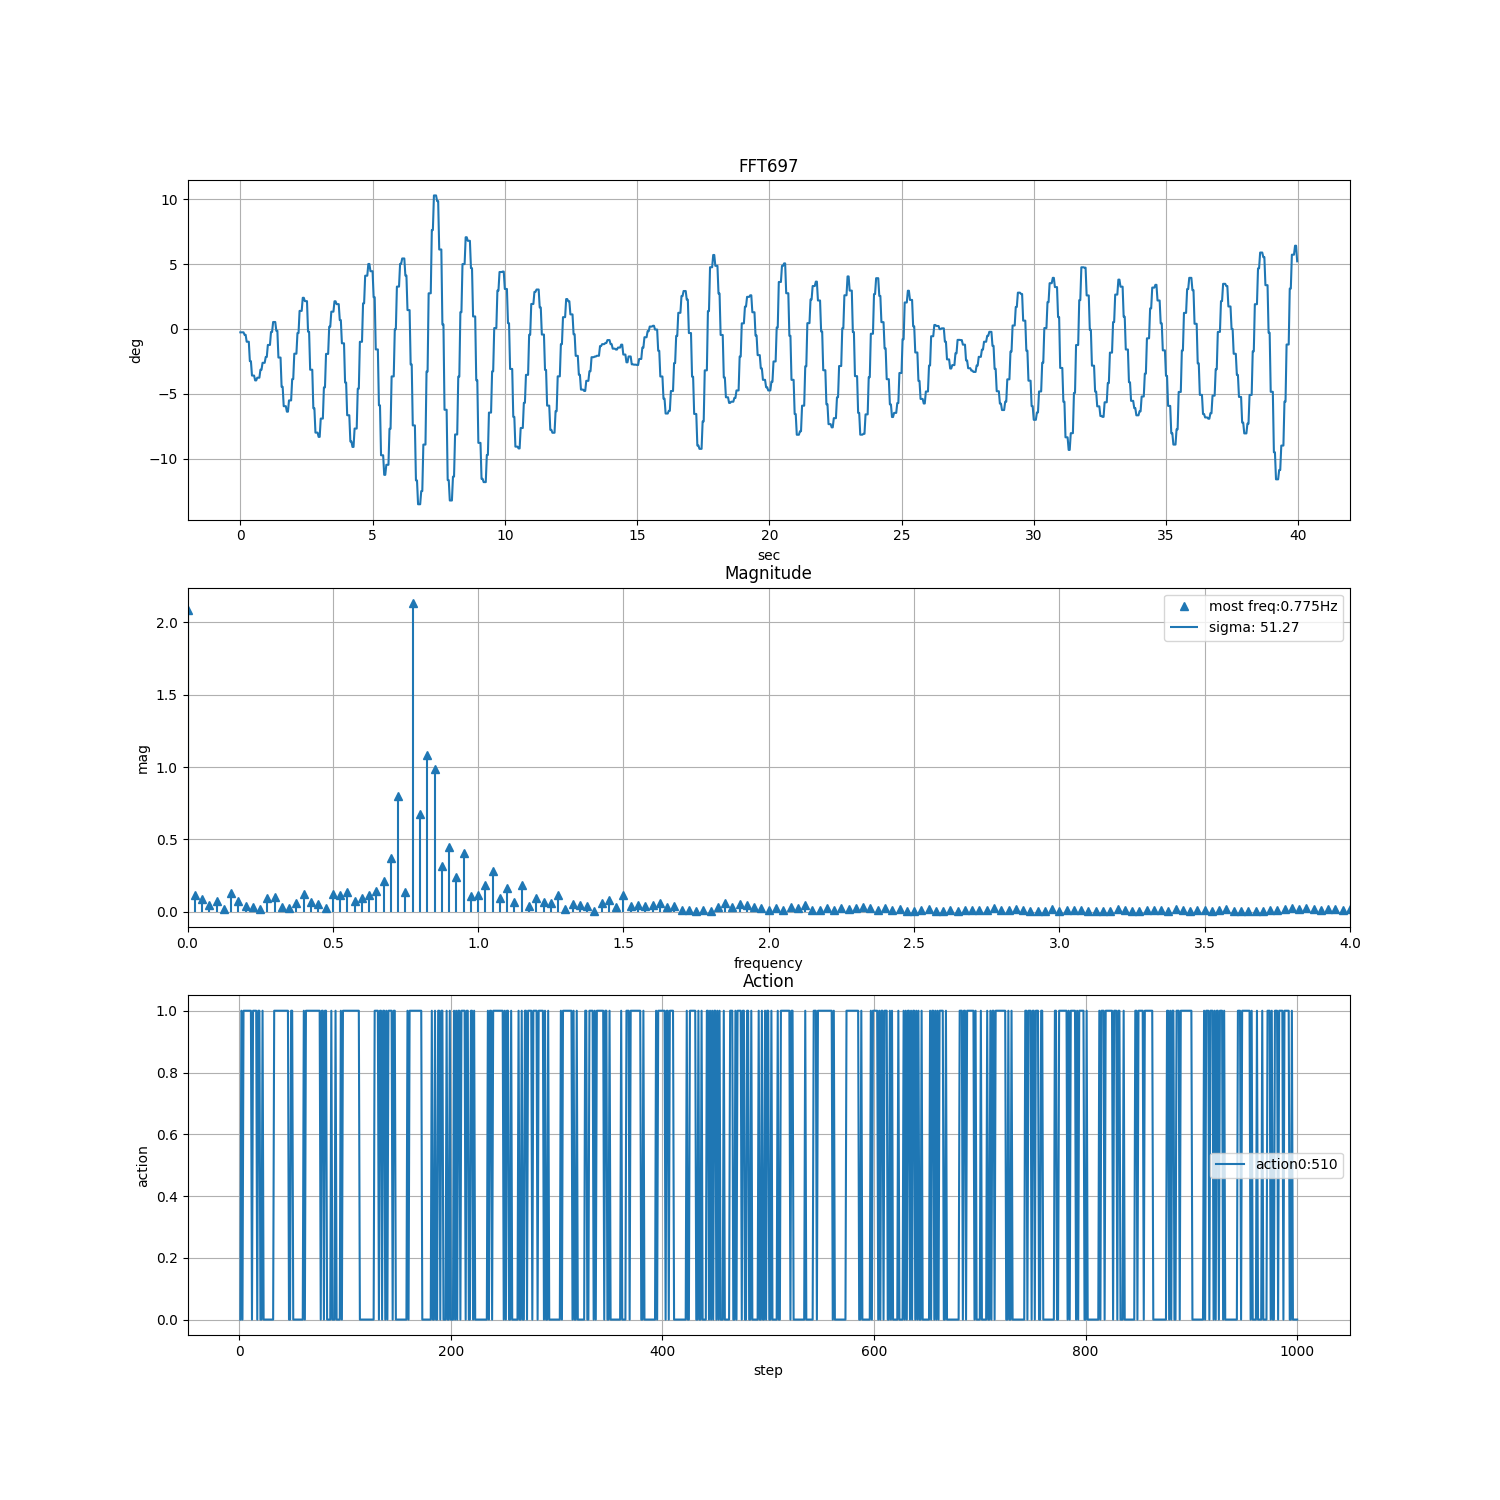 FFT697
10
5
0
−5
−10
deg
0 5 10 15 20 25 30 35 40
sec
Magnitude
most freq:0.775Hz
sigma: 51.27
2.0
1.5
1.0
0.5
0.0
mag
0.0 0.5 1.0 1.5 2.0 2.5 3.0 3.5 4.0
frequency
Action
1.0
0.8
0.6
0.4
0.2
0.0
action
action0:510
0 200 400 600 800 1000
step